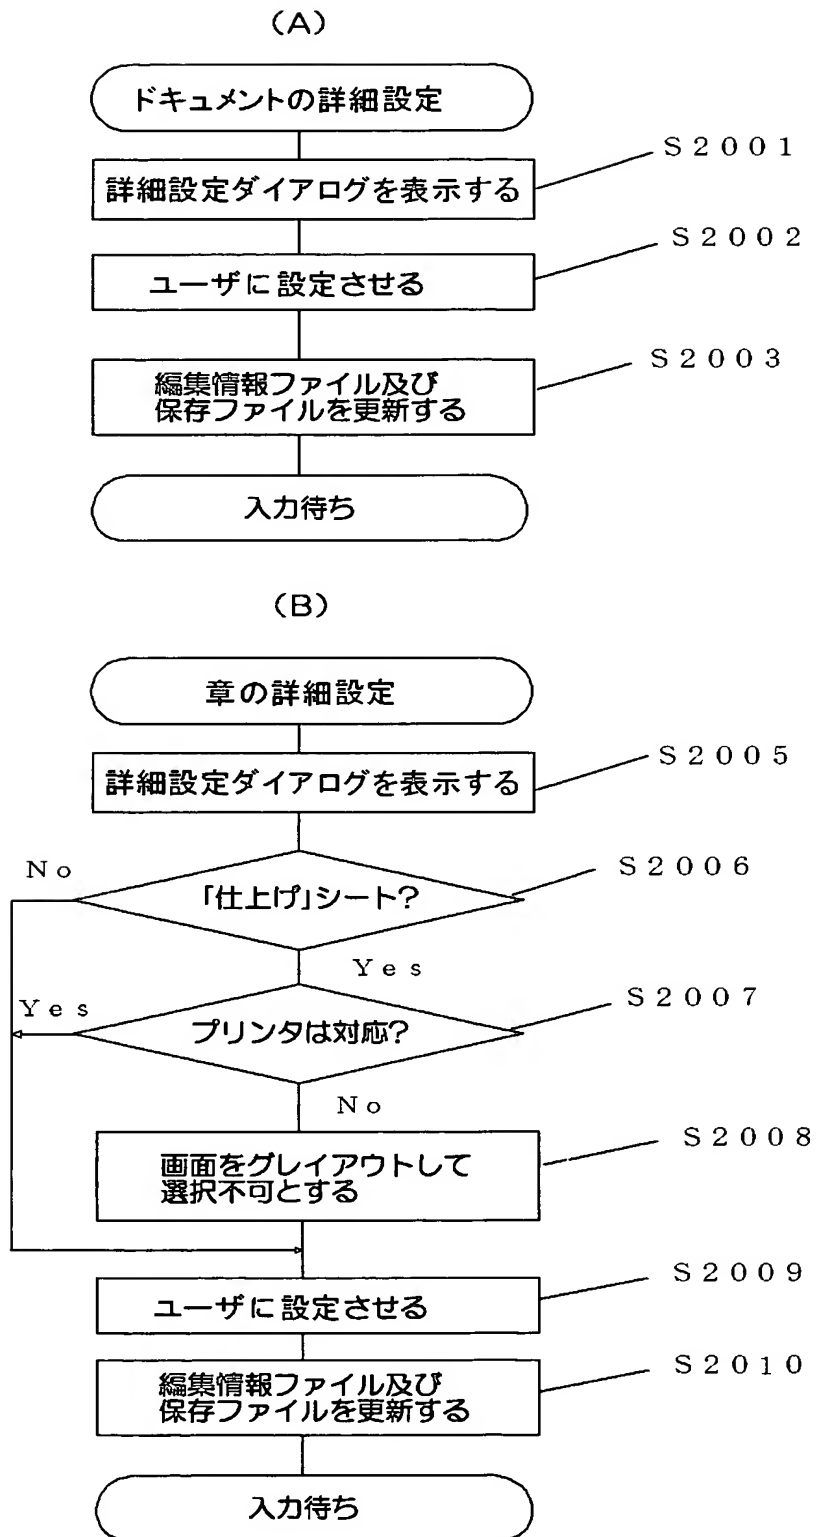 (A)
ドキュメントの詳細設定
S2001
詳細設定ダイアログを表示する
S2002
ユーザに設定させる
S2003
編集情報ファイル及び
保存ファイルを更新する
入力待ち
(B)
章の詳細設定
S2005
詳細設定ダイアログを表示する
No
S2006
「仕上げ」シート?
Yes
Yes
S2007
プリンタは対応?
No
S2008
画面をグレイアウトして
選択不可とする
S2009
ユーザに設定させる
S2010
編集情報ファイル及び
保存ファイルを更新する
入力待ち